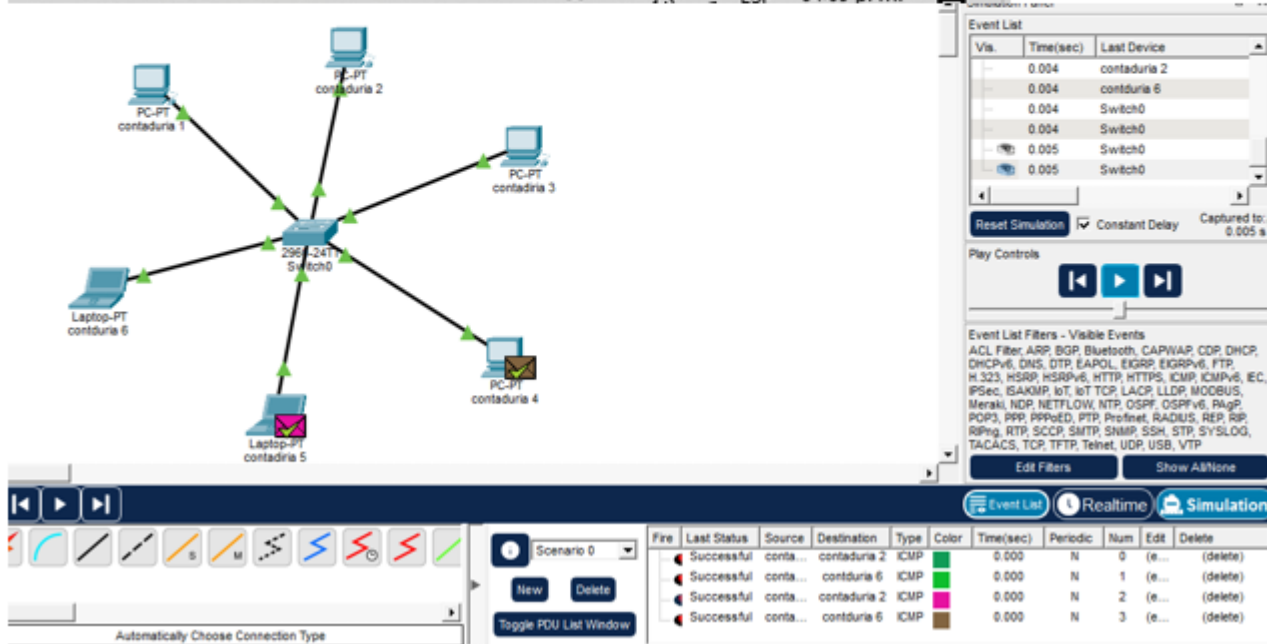 Event List
Vis. Time(sec) Last Device
0.004 contaduria 2
0.004 contduria 6
0.004 Switch0
0.004 Switch0
0.005 Switch0
0.005 Switch0
Reset Simulation Constant Delay Captured to:
0.005 s
Play Controls
Event List Filters - Visible Events
ACL Filter, ARP, BGP, Bluetooth, CAPWAP, CDP, DHCP,
DHCPv6, DNS, DTP, EAPOL, EIGRP, EIGRPv6, FTP,
H.323, HSRP, HSRPv6, HTTP, HTTPS, ICMP, ICMPv6, IEC,
IPSec, ISAKMP, IoT, IoT TCP, LACP, LLDP, MODBUS,
Meraki, NDP, NETFLOW, NTP, OSPF, OSPFv6, PAgP,
POP3, PPP, PPPoED, PTP, Profinet, RADIUS, REP, RIP,
RIPng, RTP, SCCP, SMTP, SNMP, SSH, STP, SYSLOG,
TACACS, TCP, TFTP, Telnet, UDP, USB, VTP
Edit Filters Show All/None
PC-PT
contaduria 2
PC-PT
contaduria 1
PC-PT
contadiria 3
Switch0
Laptop-PT
contduria 6
PC-PT
contaduria 4
Laptop-PT
contadiria 5
Event List Realtime Simulation
S M
Automatically Choose Connection Type
Scenario 0
New Delete
Toggle PDU List Window
Fire Last Status Source Destination Type Color Time(sec) Periodic Num Edit Delete
Successful conta... contaduria 2 ICMP 0.000 N 0 (e... (delete)
Successful conta... contduria 6 ICMP 0.000 N 1 (e... (delete)
Successful conta... contaduria 2 ICMP 0.000 N 2 (e... (delete)
Successful conta... contduria 6 ICMP 0.000 N 3 (e... (delete)